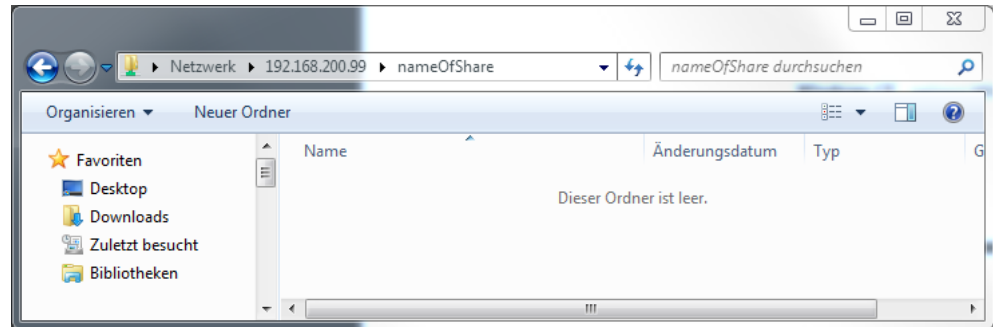 Netzwerk 192.168.200.99 nameOfShare nameOfShare durchsuchen
Organisieren Neuer Ordner
Favoriten
Desktop
Downloads
Zuletzt besucht
Bibliotheken
Name Änderungsdatum Typ G
Dieser Ordner ist leer.